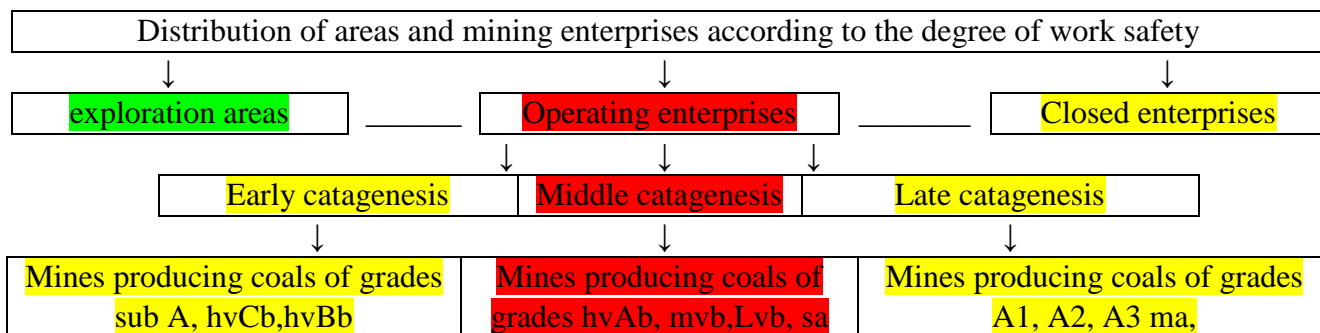 Distribution of areas and mining enterprises according to the degree of work safety
↓ ↓ ↓
exploration areas ______ Operating enterprises _______ Closed enterprises
↓ ↓ ↓
Early catagenesis Middle catagenesis Late catagenesis
↓ ↓ ↓
Mines producing coals of grades Mines producing coals of Mines producing coals of grades
sub A, hvCb,hvBb grades hvAb, mvb,Lvb, sa A1, A2, A3 ma,